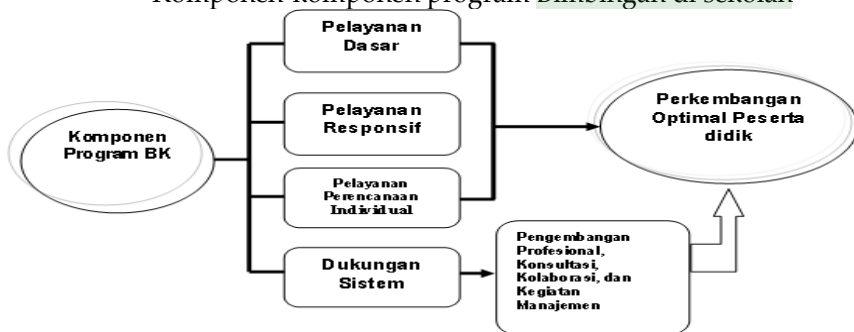 Komponen-komponen program Bimbingan di sekolah
Pelayanan
Dasar
Komponen
Program BK
Pelayanan
Responsif
Pelayanan
Perencanaan
Individual
Dukungan
Sistem
Pengembangan
Profesional,
Konsultasi,
Kolaborasi, dan
Kegiatan
Manajemen
Perkembangan
Optimal Peserta
didik